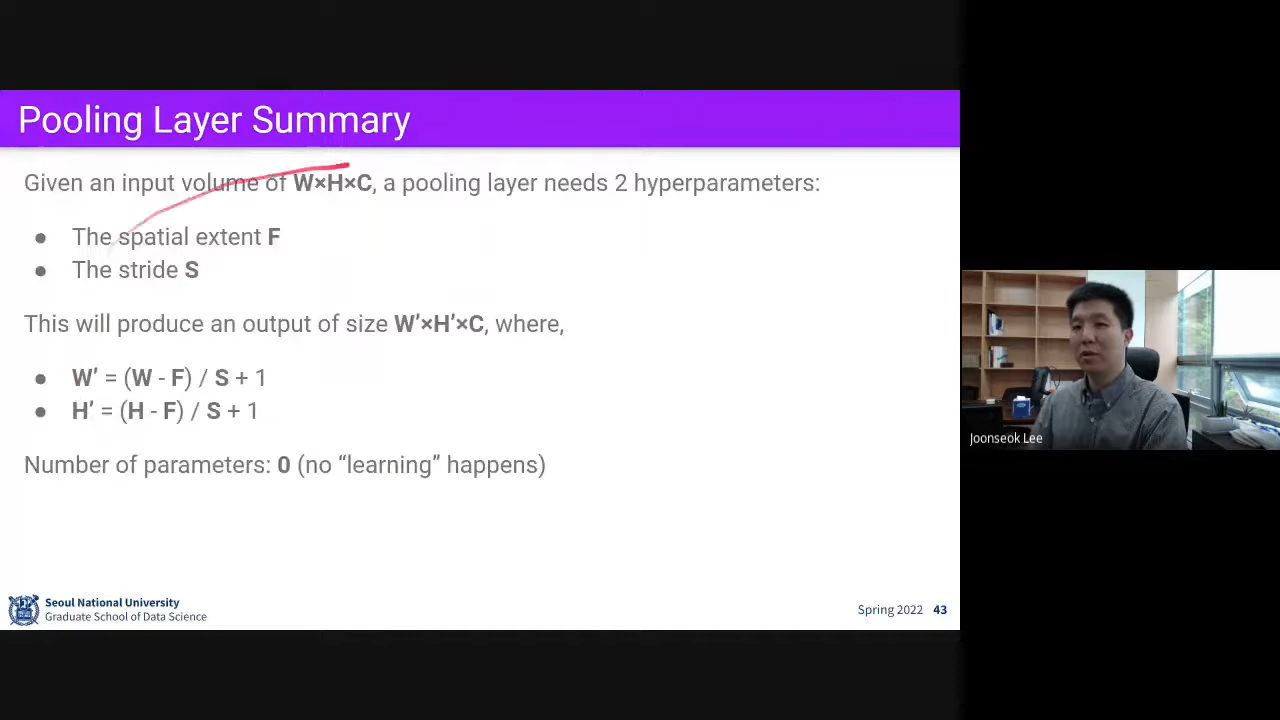 Pooling Layer Summary
Given an input volume of W×H×C, a pooling layer needs 2 hyperparameters:
● The spatial extent F
● The stride S
This will produce an output of size W’×H’×C, where,
● W’ = (W - F) / S + 1
● H’ = (H - F) / S + 1
Number of parameters: 0 (no “learning” happens)
Seoul National University
Graduate School of Data Science
Spring 2022 43
Joonseok Lee